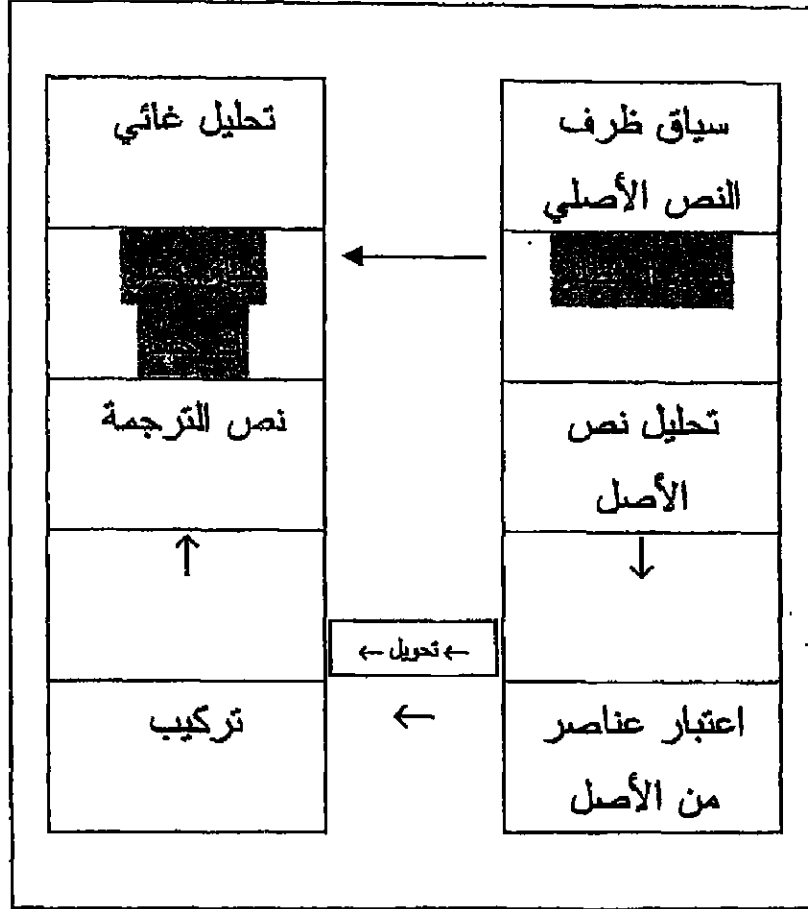 سياق ظرف
النص الأصلي
تحليل غائي
تحليل نص
الأصل
نص الترجمة
↓
↑
← تحويل ←
اعتبار عناصر
من الأصل
←
تركيب